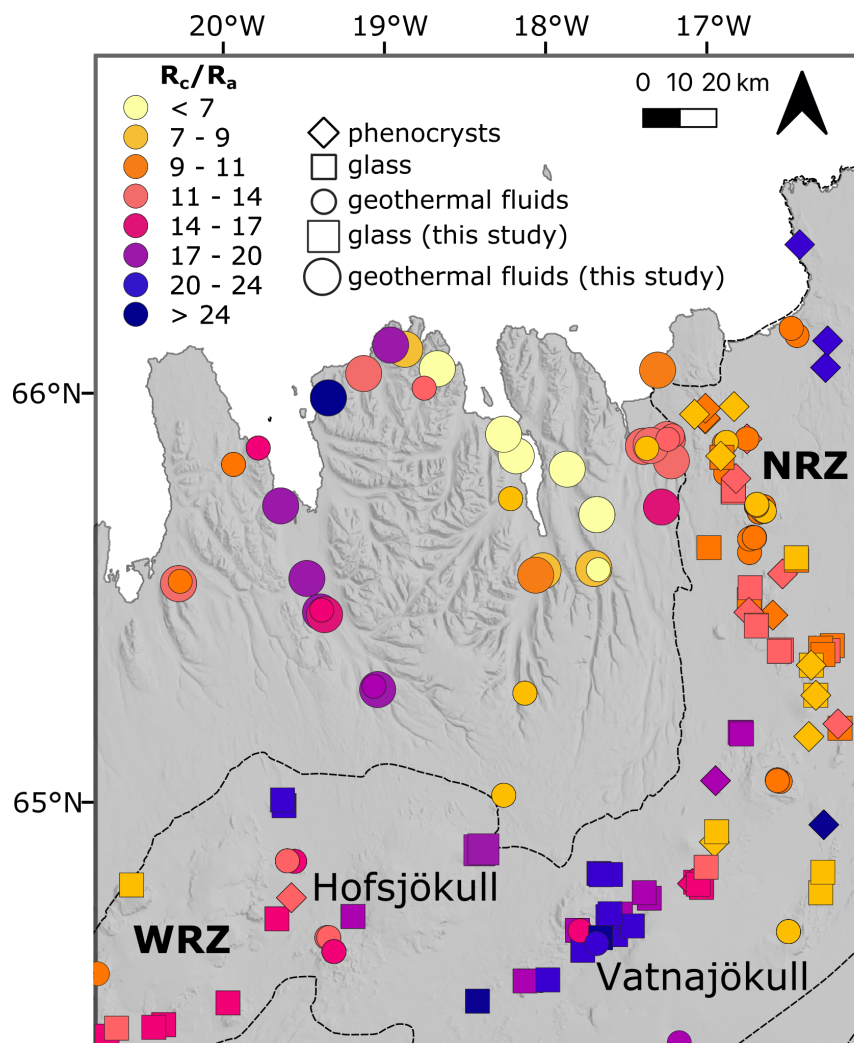 20°W 19°W 18°W 17°W
Rc/Ra
< 7
7 - 9
9 - 11
11 - 14
14 - 17
17 - 20
20 - 24
> 24
phenocrysts
glass
geothermal fluids
glass (this study)
geothermal fluids (this study)
0 10 20 km
66°N
NRZ
65°N
Hofsjökull
WRZ
Vatnajökull